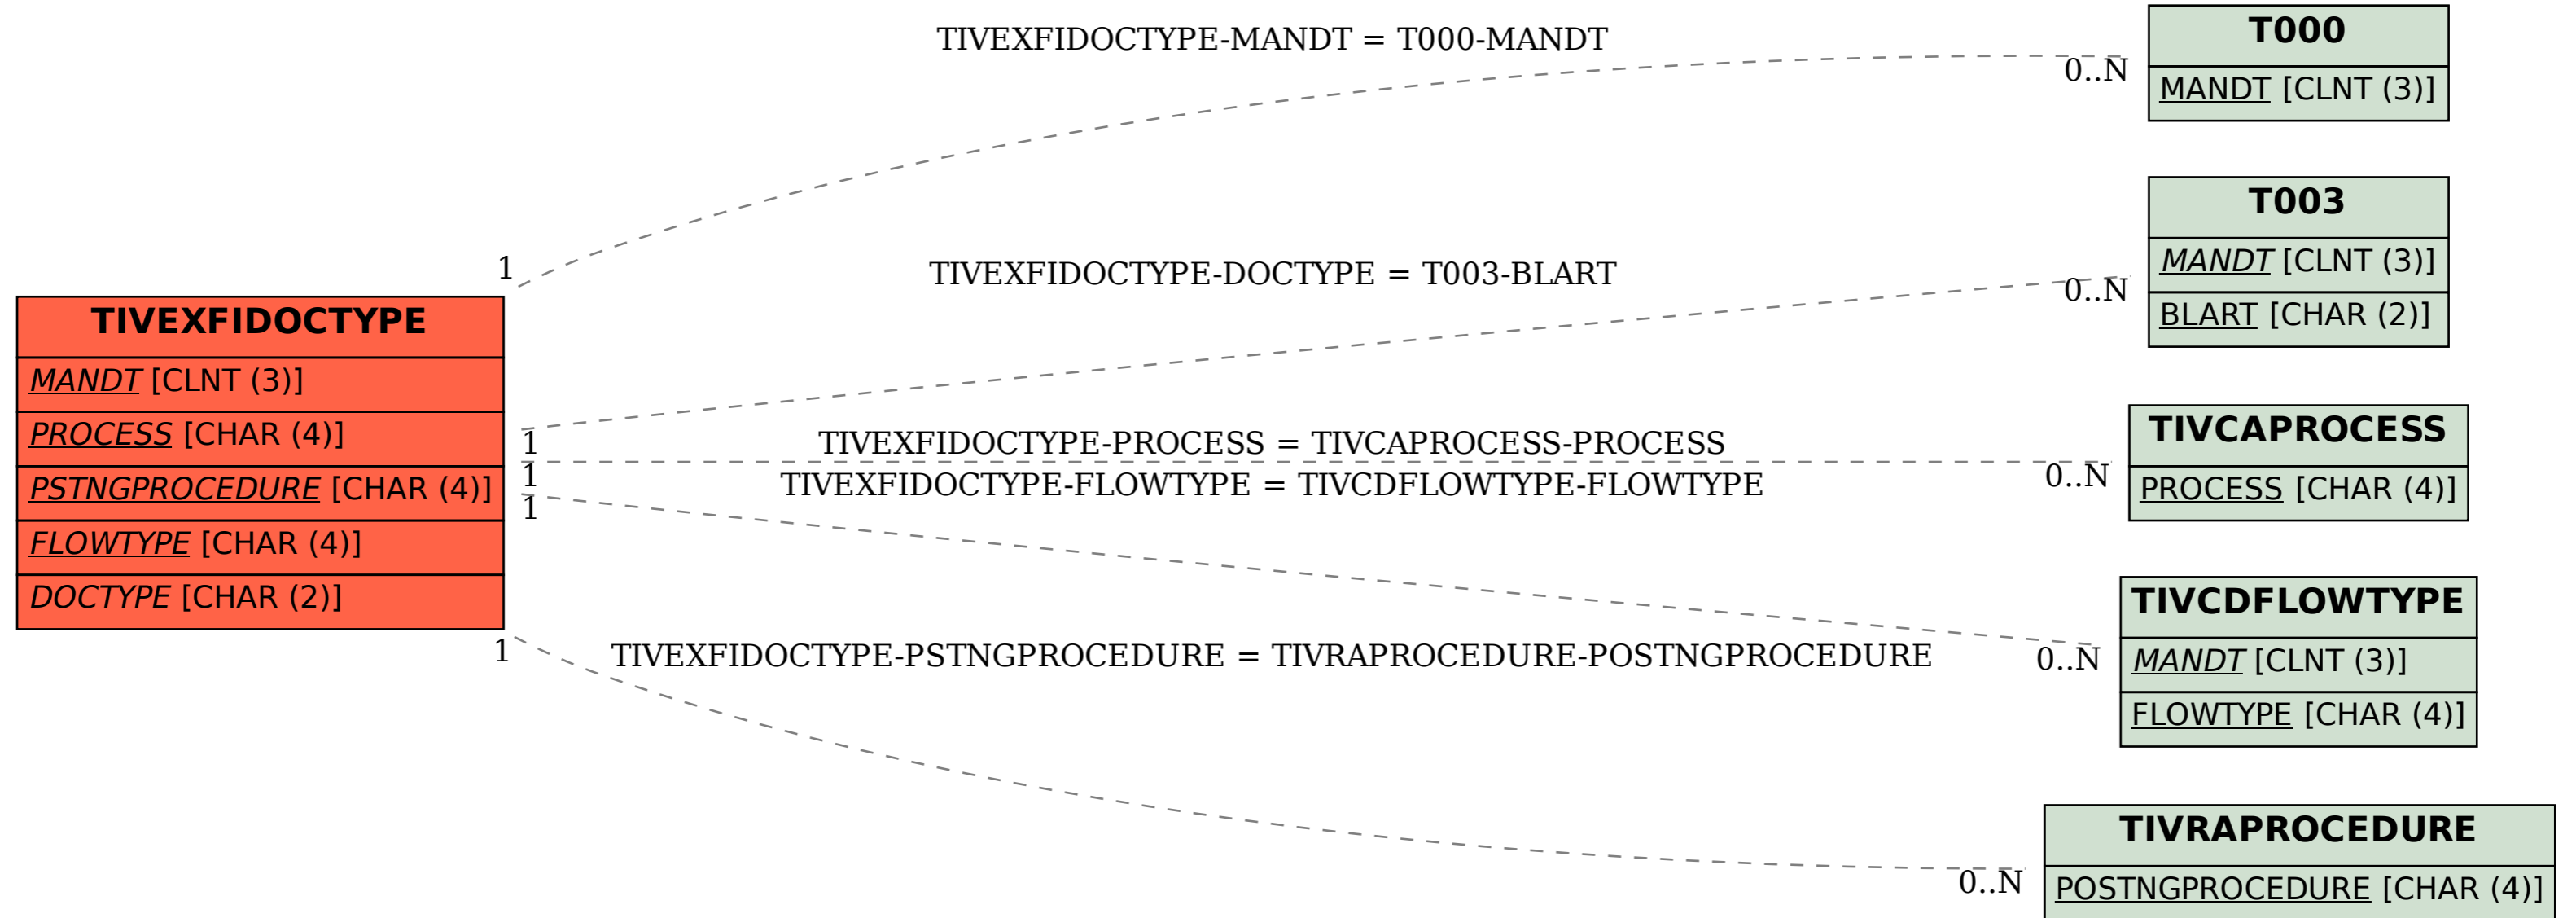 TIVEXFIDOCTYPE-MANDT = T000-MANDT
T000
0..N
MANDT [CLNT (3)]
T003
1
TIVEXFIDOCTYPE-DOCTYPE = T003-BLART
MANDT [CLNT (3)]
0..N
BLART [CHAR (2)]
TIVEXFIDOCTYPE
MANDT [CLNT (3)]
PROCESS [CHAR (4)]
PSTNGPROCEDURE [CHAR (4)]
FLOWTYPE [CHAR (4)]
DOCTYPE [CHAR (2)]
1
TIVEXFIDOCTYPE-PROCESS = TIVCAPROCESS-PROCESS
TIVCAPROCESS
1
0..N
PROCESS [CHAR (4)]
TIVEXFIDOCTYPE-FLOWTYPE = TIVCDFLOWTYPE-FLOWTYPE
1
TIVCDFLOWTYPE
0..N
MANDT [CLNT (3)]
FLOWTYPE [CHAR (4)]
1
TIVEXFIDOCTYPE-PSTNGPROCEDURE = TIVRAPROCEDURE-POSTNGPROCEDURE
TIVRAPROCEDURE
0..N
POSTNGPROCEDURE [CHAR (4)]